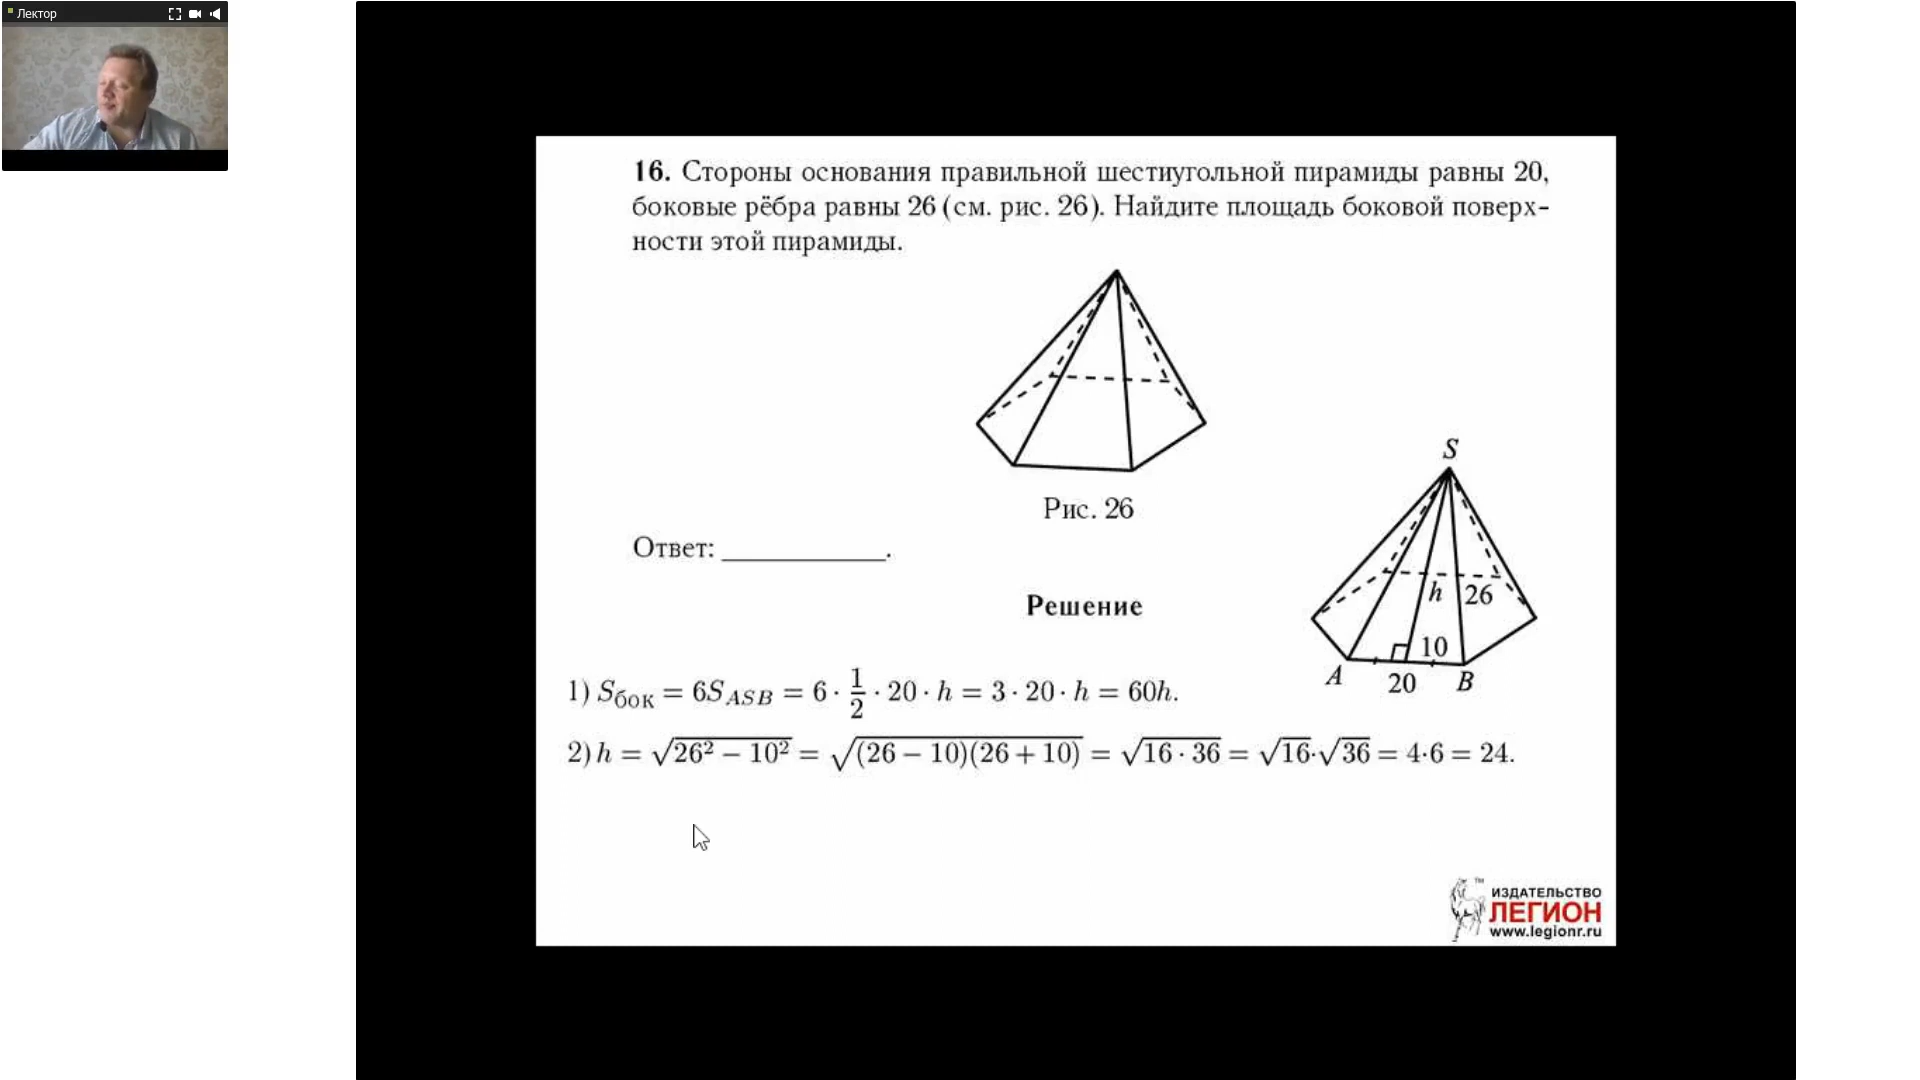 Лектор
16. Стороны основания правильной шестиугольной пирамиды равны 20,
боковые рёбра равны 26 (см. рис. 26). Найдите площадь боковой поверх-
ности этой пирамиды.
Рис. 26
Ответ: ____________.
Решение
S
h
26
10
A
20
B
1) Sбок = 6S_ASB = 6 · 1/2 · 20 · h = 3 · 20 · h = 60h.
2) h = √(26² − 10²) = √((26 − 10)(26 + 10)) = √(16 · 36) = √16·√36 = 4·6 = 24.
TM
ИЗДАТЕЛЬСТВО
ЛЕГИОН
www.legionr.ru